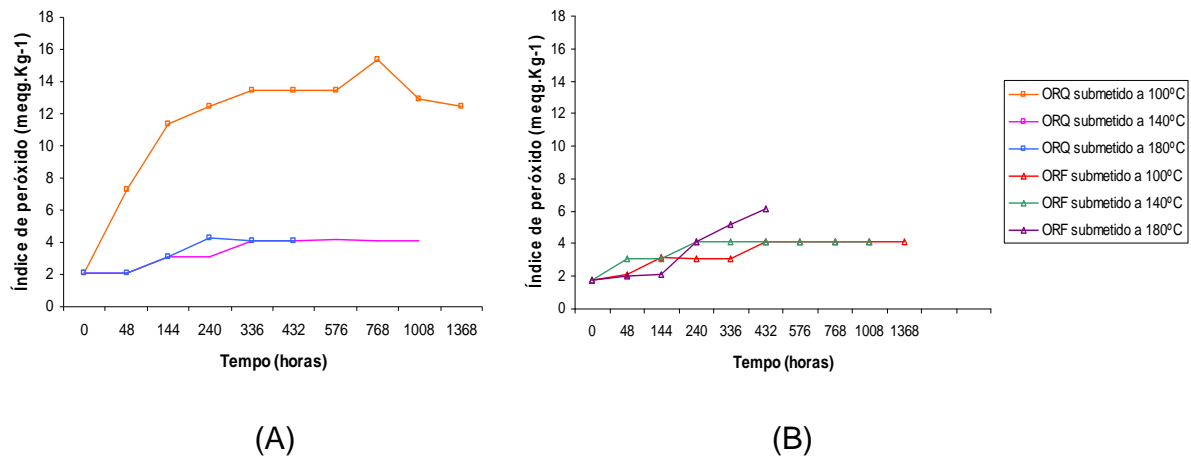 Índice de peróxido (meqg.Kg-1)
18
16
14
12
10
8
6
4
2
0
0 48 144 240 336 432 576 768 1008 1368
Tempo (horas)
(A)
Índice de peróxido (meqg.Kg-1)
18
16
14
12
10
8
6
4
2
0
0 48 144 240 336 432 576 768 1008 1368
Tempo (horas)
(B)
ORQ submetido a 100ºC
ORQ submetido a 140ºC
ORQ submetido a 180ºC
ORF submetido a 100ºC
ORF submetido a 140ºC
ORF submetido a 180ºC